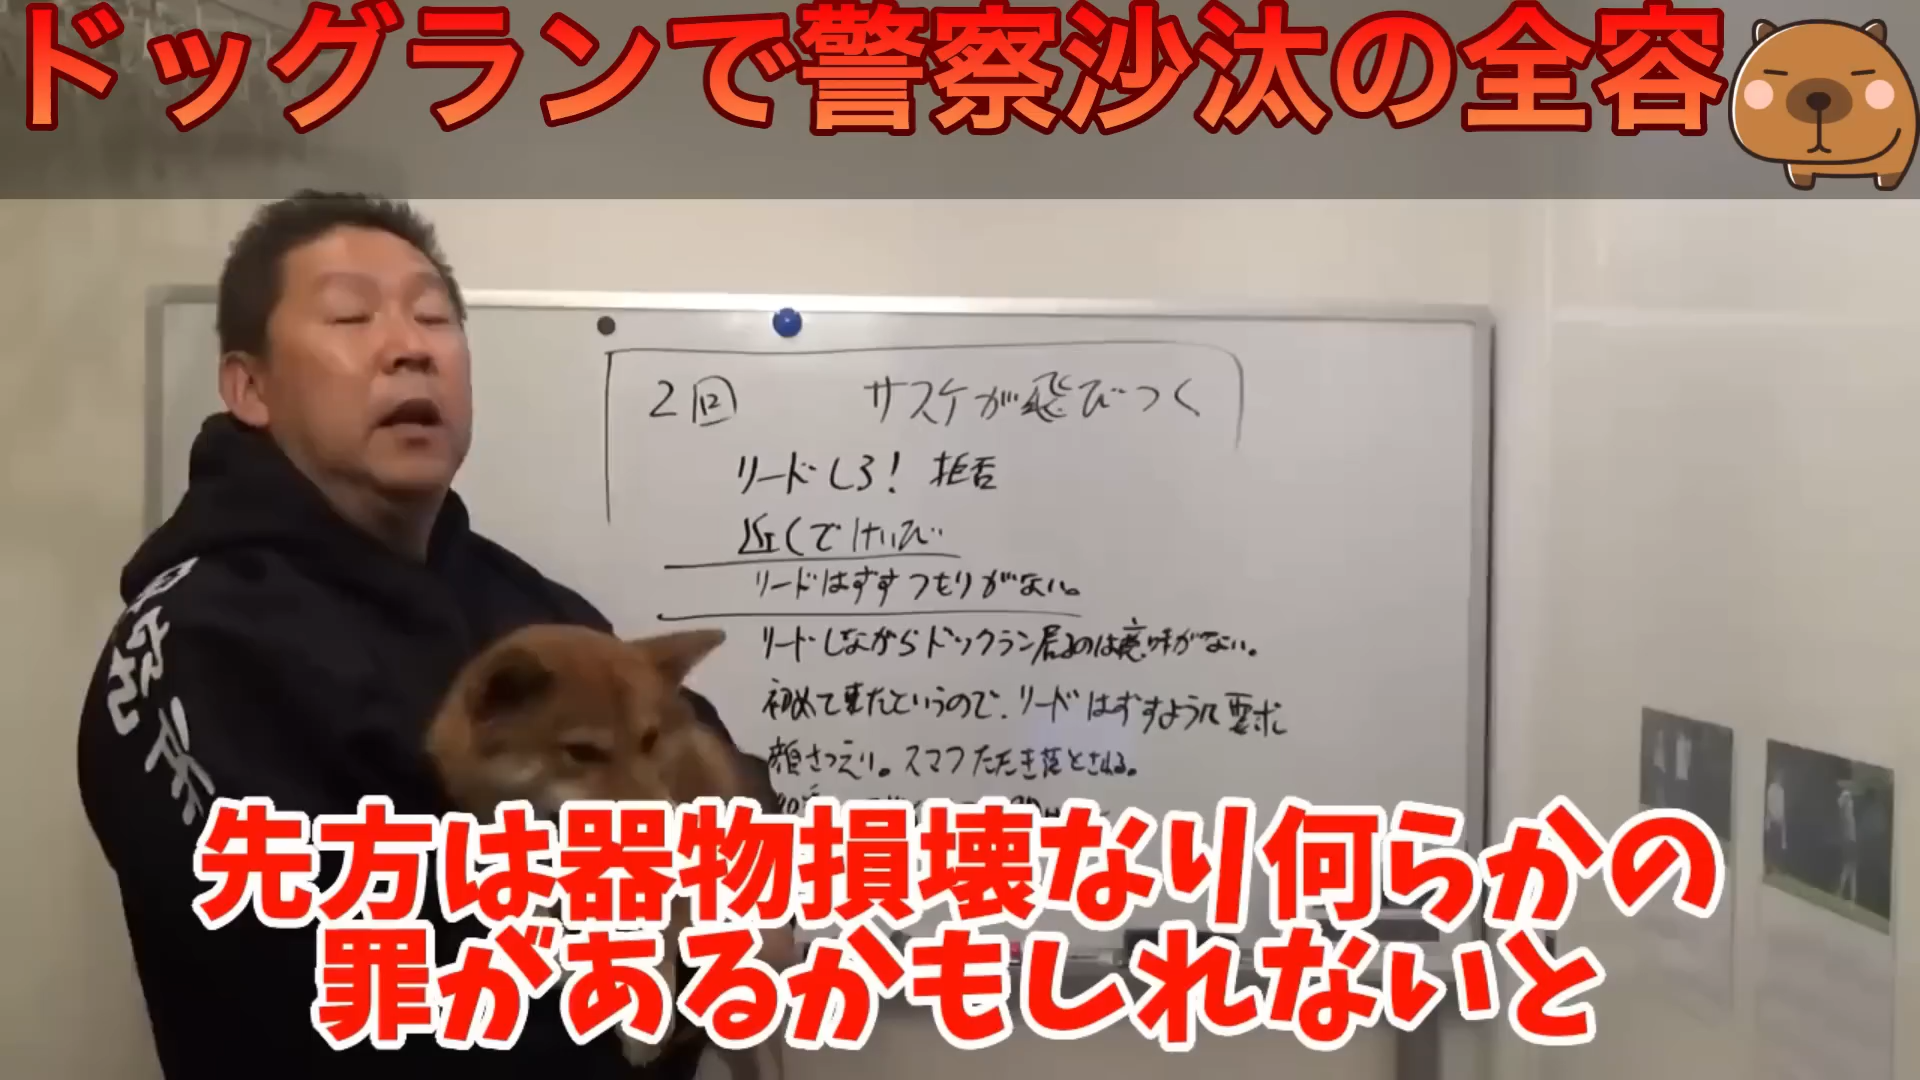 ドッグランで警察沙汰の全容
2回 サスケが飛びつく
リードしろ! 拒否
近くでけいび
リードはずすつもりがない。
リードしながらドックラン居るのは意味がない。
初めて来たというので、リードはずすように要求
顔さつえい。スマフたたき落とされる。
先方は器物損壊なり何らかの
罪があるかもしれないと